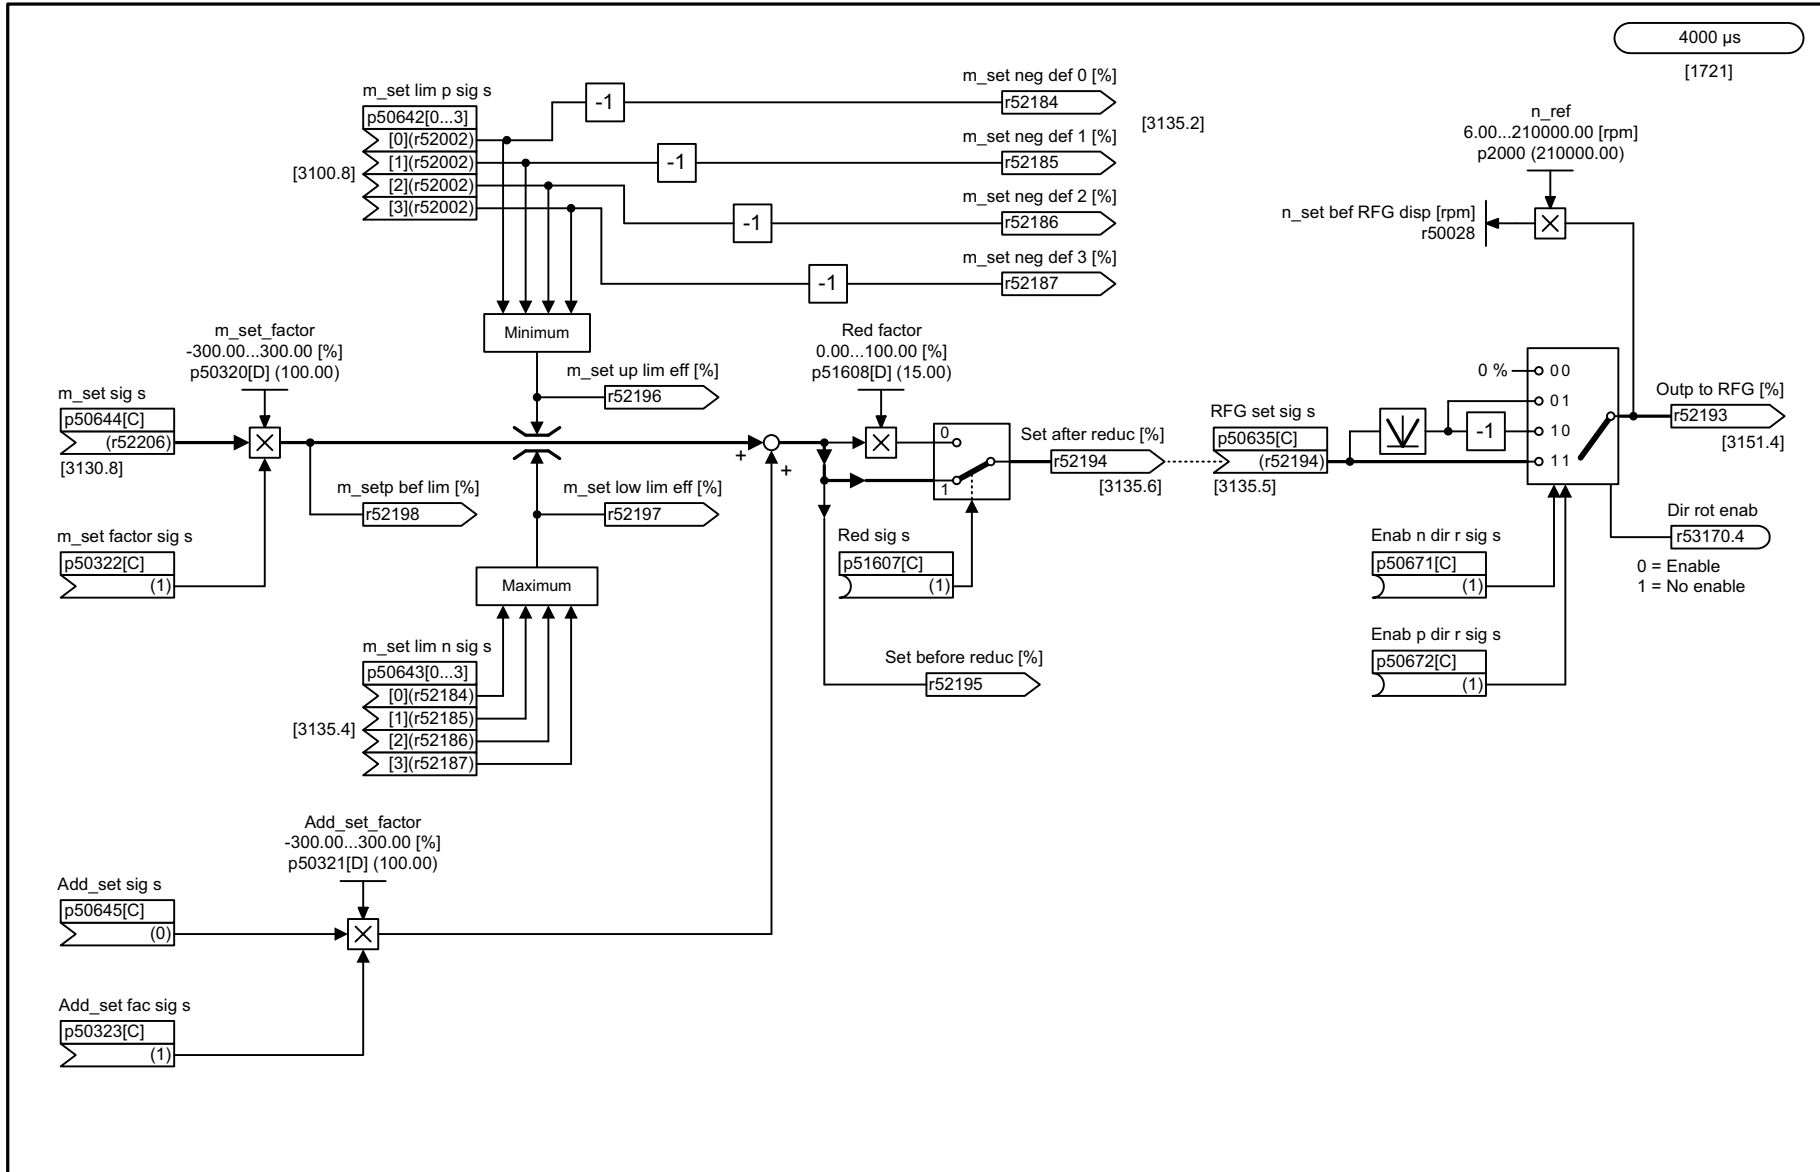 4000 µs
[1721]
m_set lim p sig s
p50642[0...3]
[0](r52002)
[1](r52002)
[2](r52002)
[3](r52002)
[3100.8]
-1
-1
-1
-1
m_set neg def 0 [%]
r52184
[3135.2]
m_set neg def 1 [%]
r52185
m_set neg def 2 [%]
r52186
m_set neg def 3 [%]
r52187
n_ref
6.00...210000.00 [rpm]
p2000 (210000.00)
n_set bef RFG disp [rpm]
r50028
Minimum
m_set_factor
-300.00...300.00 [%]
p50320[D] (100.00)
m_set sig s
p50644[C]
(r52206)
[3130.8]
m_set up lim eff [%]
r52196
m_setp bef lim [%]
r52198
m_set low lim eff [%]
r52197
m_set factor sig s
p50322[C]
(1)
Maximum
m_set lim n sig s
p50643[0...3]
[0](r52184)
[1](r52185)
[2](r52186)
[3](r52187)
[3135.4]
+
+
Red factor
0.00...100.00 [%]
p51608[D] (15.00)
0
1
Set after reduc [%]
r52194
[3135.6]
Red sig s
p51607[C]
(1)
Set before reduc [%]
r52195
RFG set sig s
p50635[C]
(r52194)
[3135.5]
-1
0 %
00
01
10
11
Outp to RFG [%]
r52193
[3151.4]
Dir rot enab
r53170.4
0 = Enable
1 = No enable
Enab n dir r sig s
p50671[C]
(1)
Enab p dir r sig s
p50672[C]
(1)
Add_set_factor
-300.00...300.00 [%]
p50321[D] (100.00)
Add_set sig s
p50645[C]
(0)
Add_set fac sig s
p50323[C]
(1)